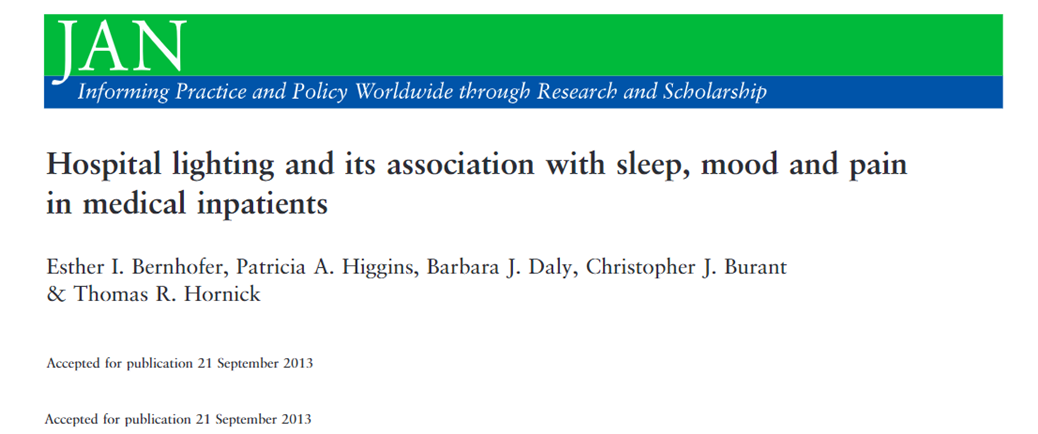 JAN
Informing Practice and Policy Worldwide through Research and Scholarship
Hospital lighting and its association with sleep, mood and pain
in medical inpatients
Esther I. Bernhofer, Patricia A. Higgins, Barbara J. Daly, Christopher J. Burant
& Thomas R. Hornick
Accepted for publication 21 September 2013
Accepted for publication 21 September 2013